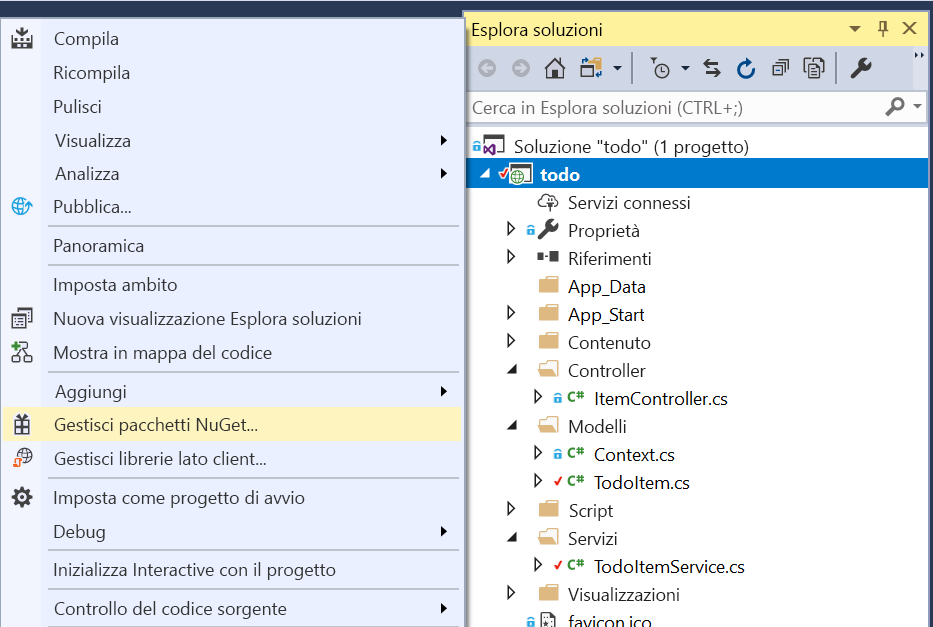 Compila
Ricompila
Pulisci
Visualizza
Analizza
Pubblica...
Panoramica
Imposta ambito
Nuova visualizzazione Esplora soluzioni
Mostra in mappa del codice
Aggiungi
Gestisci pacchetti NuGet...
Gestisci librerie lato client...
Imposta come progetto di avvio
Debug
Inizializza Interactive con il progetto
Controllo del codice sorgente
Esplora soluzioni
Cerca in Esplora soluzioni (CTRL+;)
Soluzione "todo" (1 progetto)
todo
Servizi connessi
Proprietà
Riferimenti
App_Data
App_Start
Contenuto
Controller
C# ItemController.cs
Modelli
C# Context.cs
C# TodoItem.cs
Script
Servizi
C# TodoItemService.cs
Visualizzazioni
favicon.ico